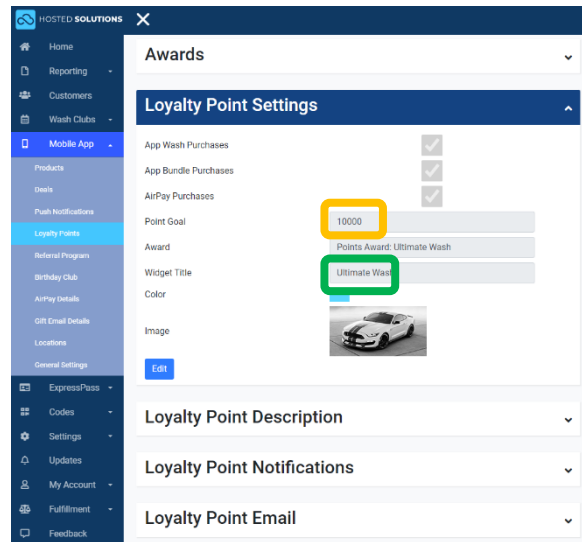 HOSTED SOLUTIONS
Home
Reporting
Customers
Wash Clubs
Mobile App
Products
Deals
Push Notifications
Loyalty Points
Referral Program
Birthday Club
AirPay Details
Gift Email Details
Locations
General Settings
ExpressPass
Codes
Settings
Updates
My Account
Fulfillment
Feedback
Awards
Loyalty Point Settings
App Wash Purchases
App Bundle Purchases
AirPay Purchases
Point Goal 10000
Award Points Award: Ultimate Wash
Widget Title Ultimate Wash
Color
Image
Edit
Loyalty Point Description
Loyalty Point Notifications
Loyalty Point Email